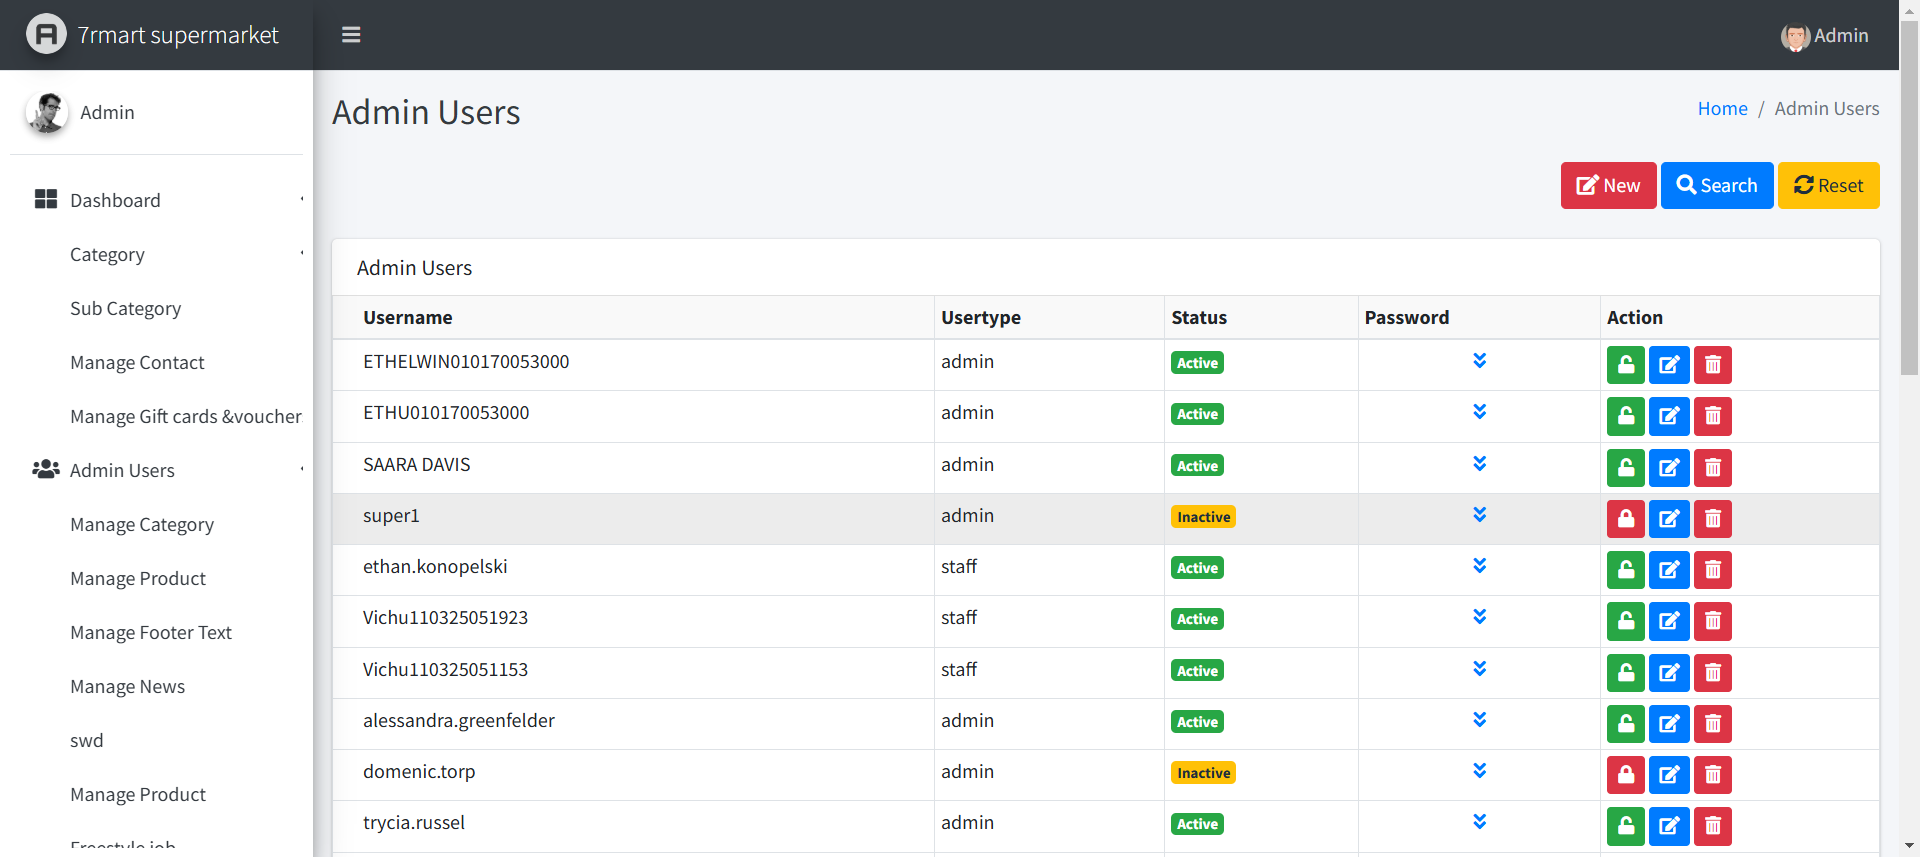 7rmart supermarket
Admin
Admin
Dashboard
Category
Sub Category
Manage Contact
Manage Gift cards &voucher
Admin Users
Manage Category
Manage Product
Manage Footer Text
Manage News
swd
Manage Product
Freestyle job
Admin Users
Home / Admin Users
New Search Reset
Admin Users
Username Usertype Status Password Action
ETHELWIN010170053000 admin Active
ETHU010170053000 admin Active
SAARA DAVIS admin Active
super1 admin Inactive
ethan.konopelski staff Active
Vichu110325051923 staff Active
Vichu110325051153 staff Active
alessandra.greenfelder admin Active
domenic.torp admin Inactive
trycia.russel admin Active